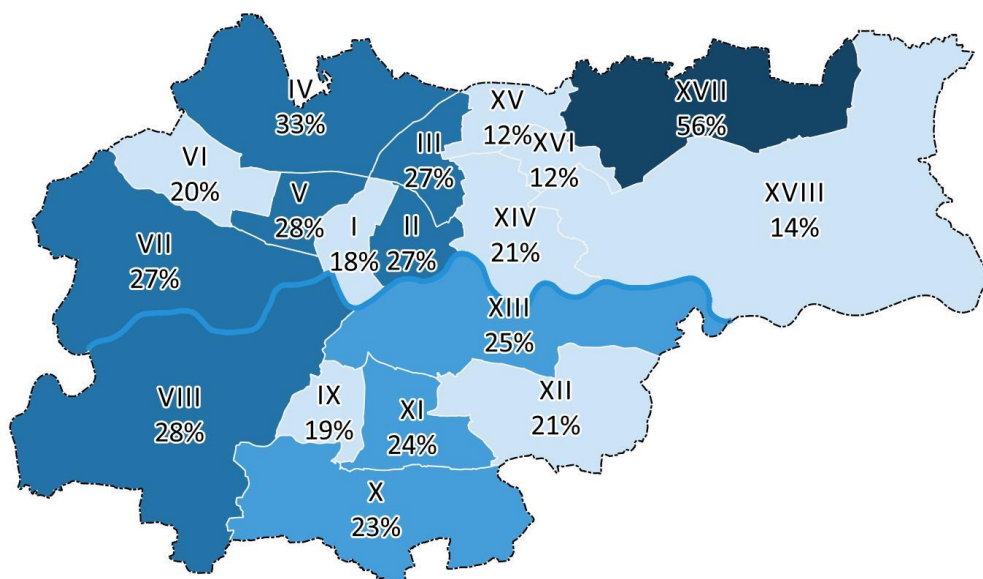 IV
33%
XV
12%
XVII
56%
III
27%
XVI
12%
VI
20%
V
28%
XVIII
14%
I
18%
II
27%
XIV
21%
VII
27%
XIII
25%
VIII
28%
IX
19%
XI
24%
XII
21%
X
23%